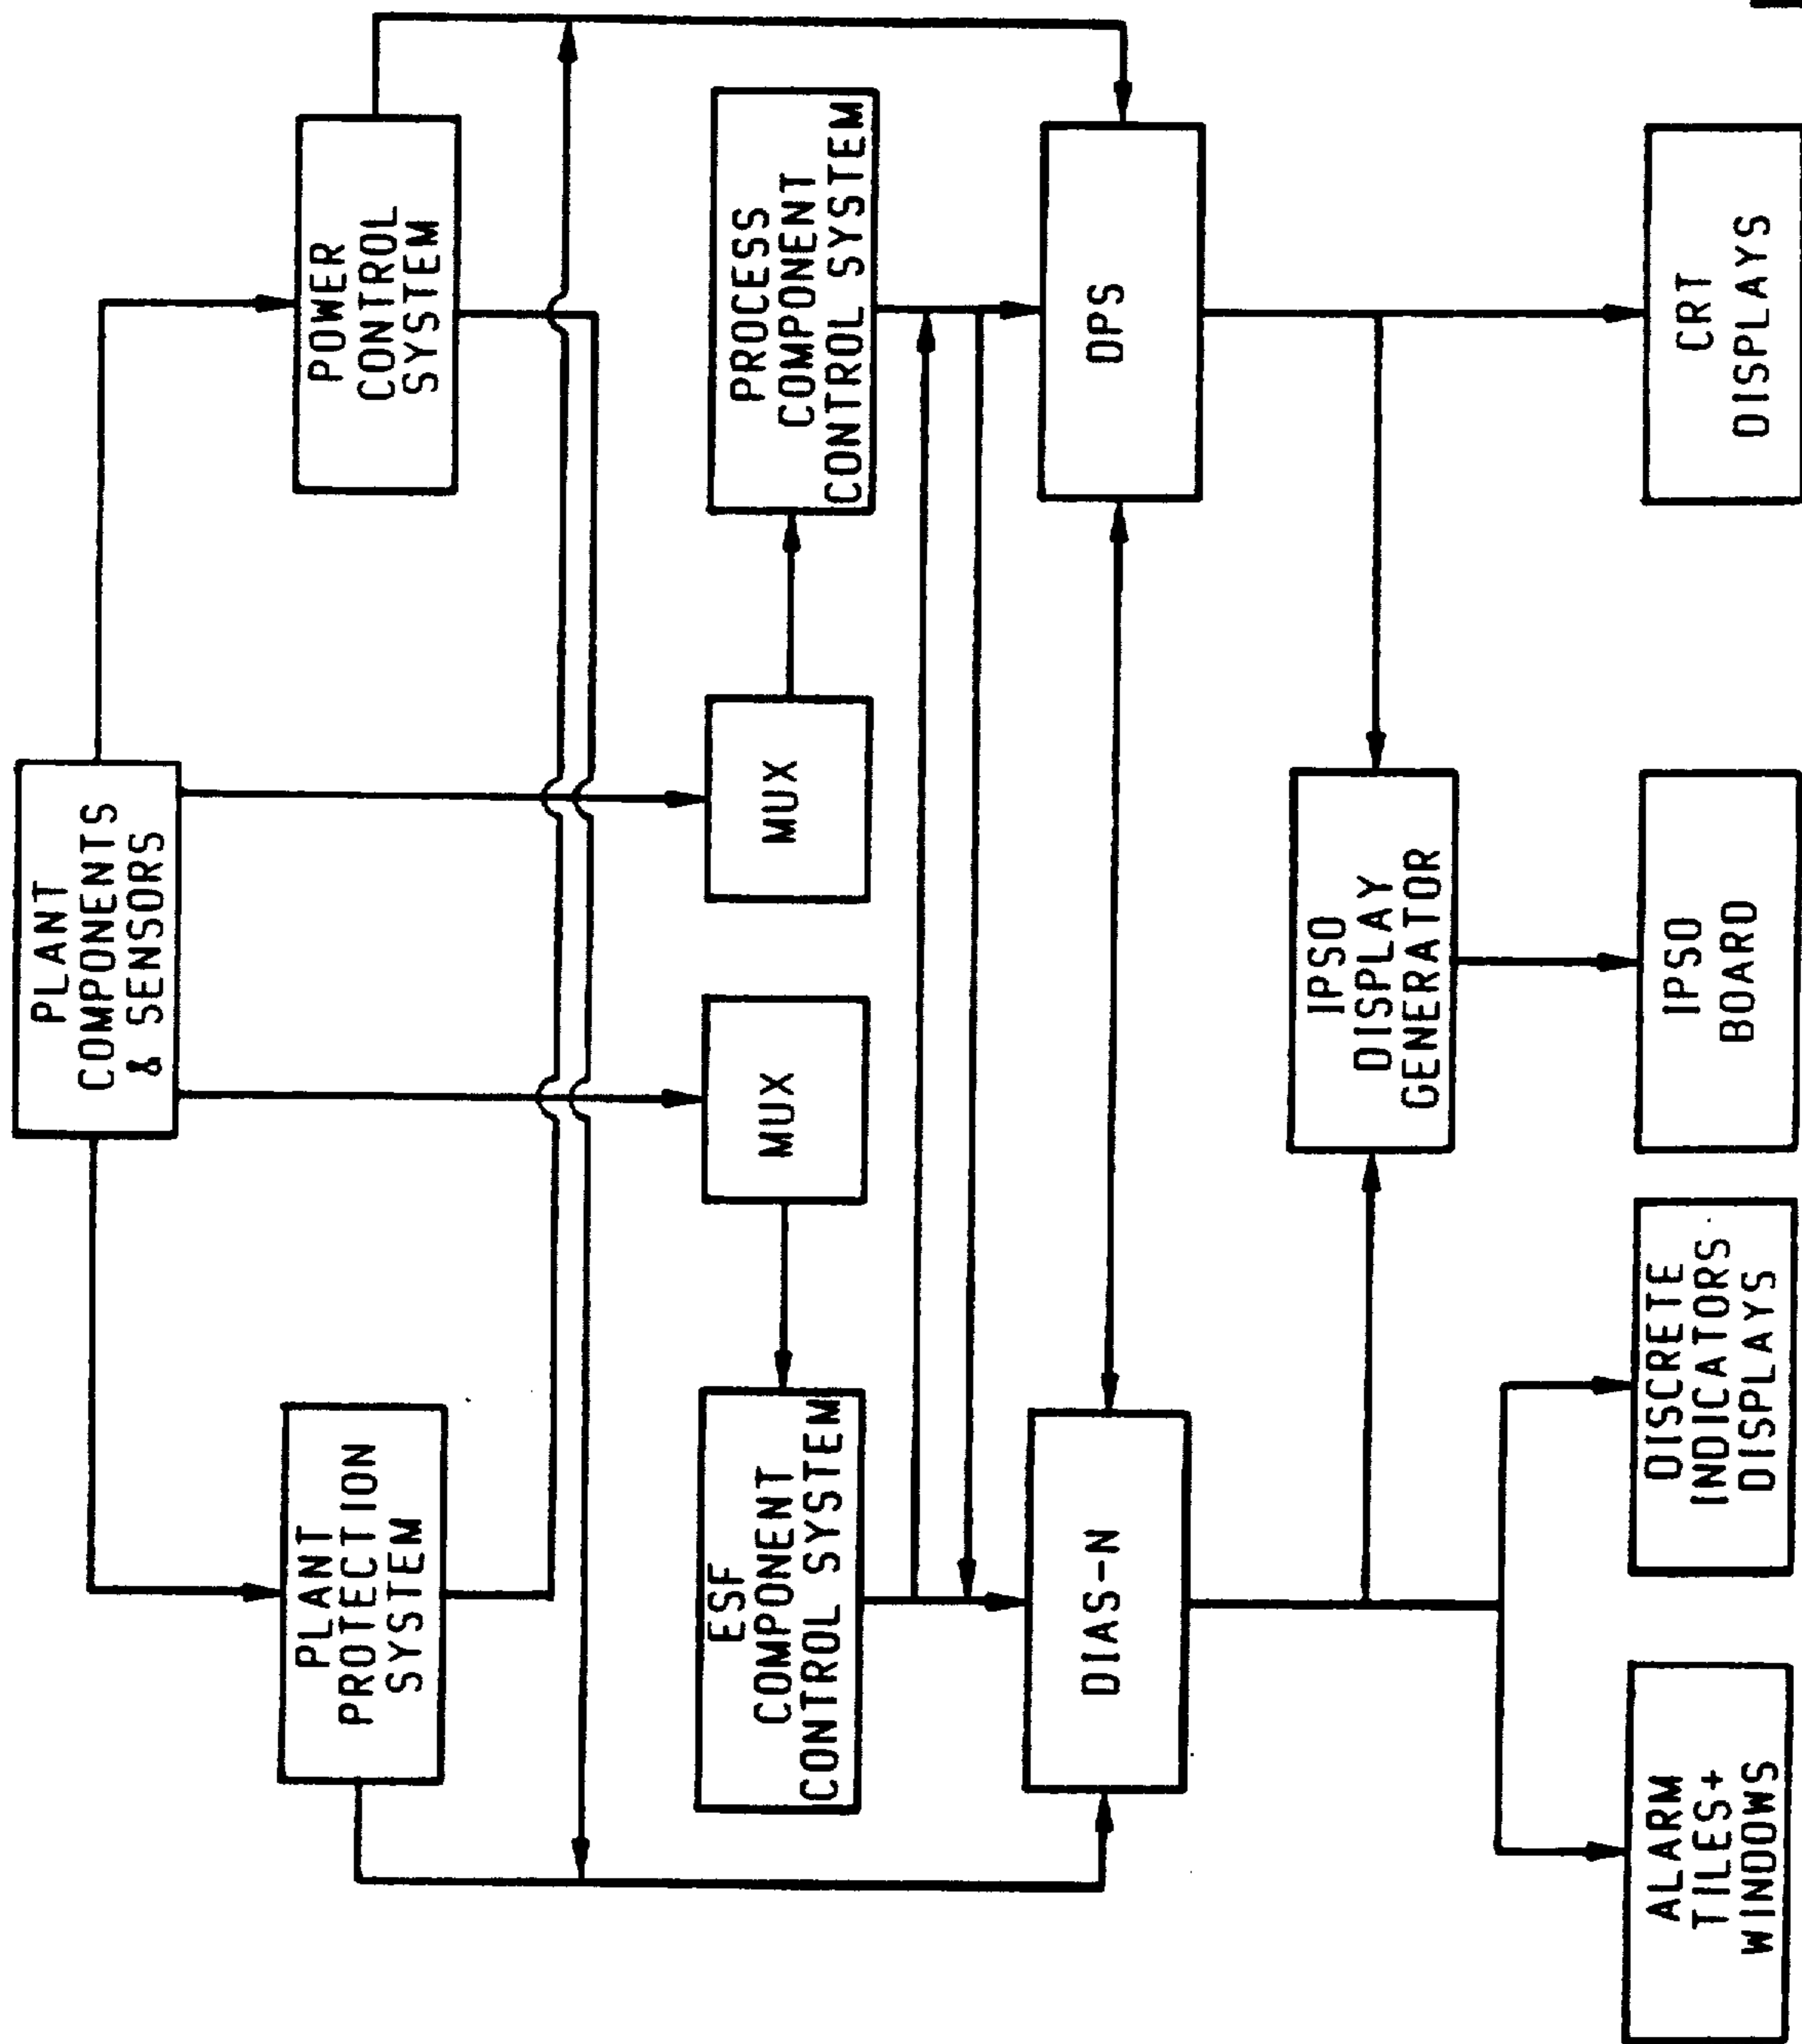 PLANT
COMPONENTS
& SENSORS
PLANT
PROTECTION
SYSTEM
POWER
CONTROL
SYSTEM
ESF
COMPONENT
CONTROL SYSTEM
MUX
MUX
PROCESS
COMPONENT
CONTROL SYSTEM
DIAS-N
DPS
IPSO
DISPLAY
GENERATOR
ALARM
TILES+
WINDOWS
DISCRETE
INDICATORS
DISPLAYS
IPSO
BOARD
CRT
DISPLAYS